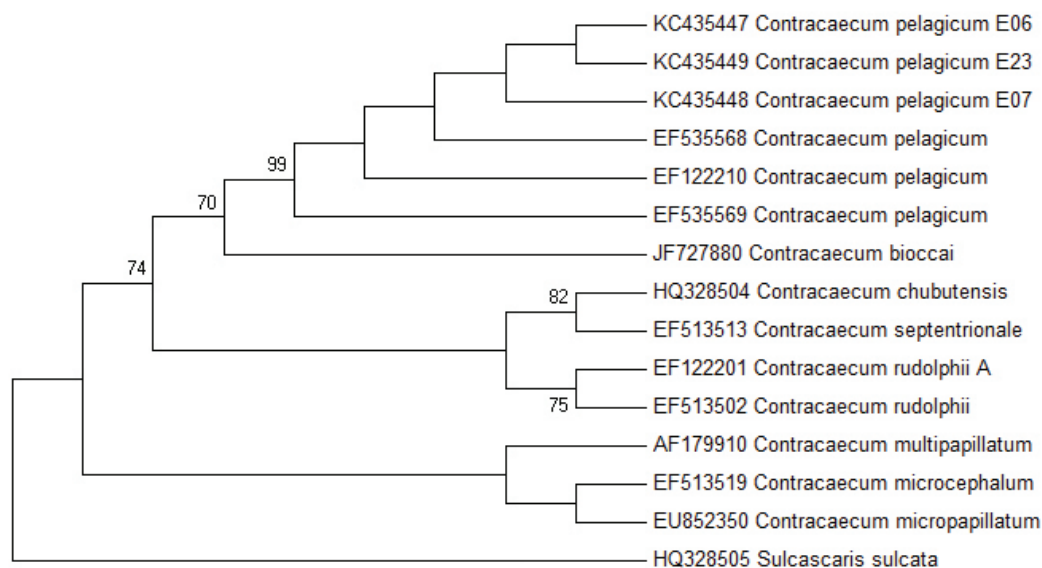 KC435447 Contracaecum pelagicum E06
KC435449 Contracaecum pelagicum E23
KC435448 Contracaecum pelagicum E07
EF535568 Contracaecum pelagicum
99
EF122210 Contracaecum pelagicum
70
EF535569 Contracaecum pelagicum
JF727880 Contracaecum bioccai
74
82
HQ328504 Contracaecum chubutensis
EF513513 Contracaecum septentrionale
EF122201 Contracaecum rudolphii A
75
EF513502 Contracaecum rudolphii
AF179910 Contracaecum multipapillatum
EF513519 Contracaecum microcephalum
EU852350 Contracaecum micropapillatum
HQ328505 Sulcascaris sulcata